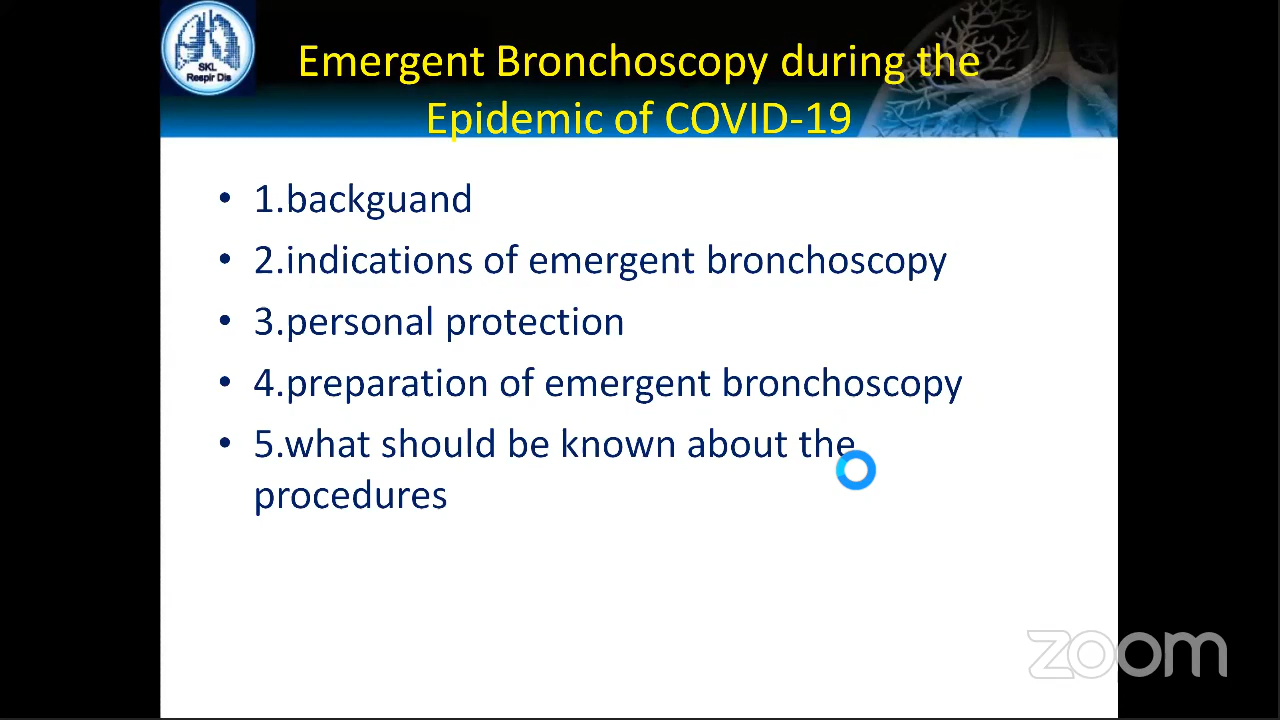 SKL
Respir Dis
Emergent Bronchoscopy during the
Epidemic of COVID-19
• 1.backguand
• 2.indications of emergent bronchoscopy
• 3.personal protection
• 4.preparation of emergent bronchoscopy
• 5.what should be known about the
procedures
zoom